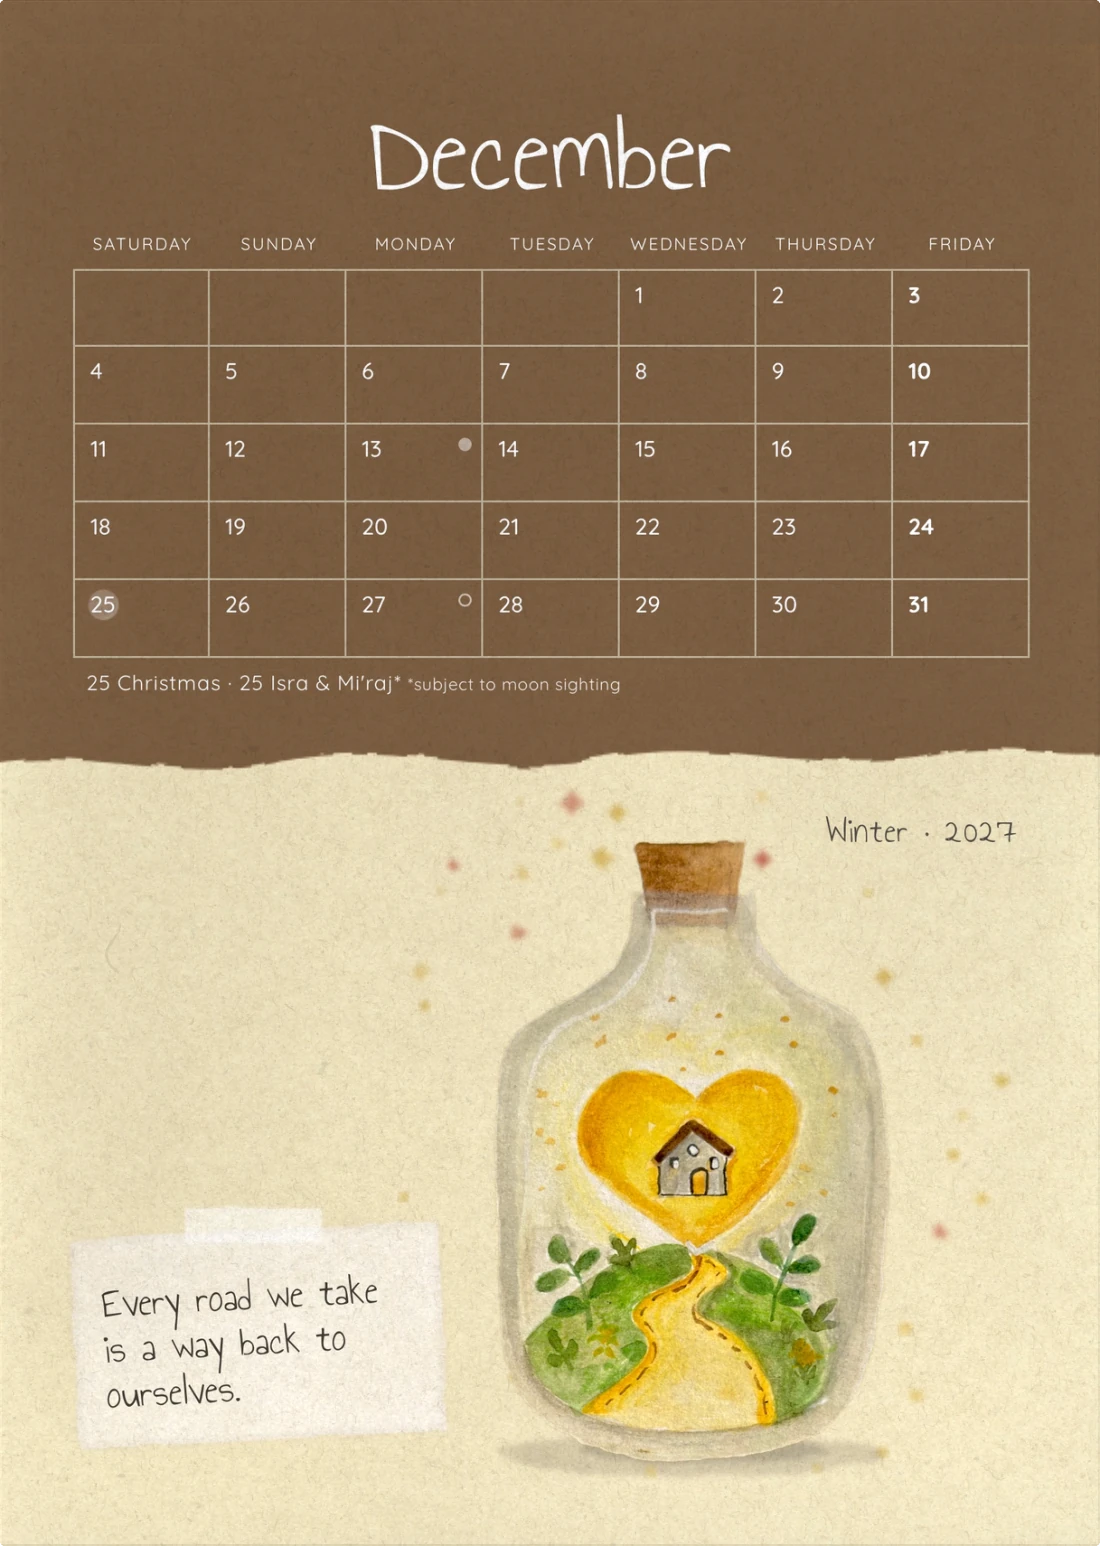 December
SATURDAY SUNDAY MONDAY TUESDAY WEDNESDAY THURSDAY FRIDAY
1 2 3
4 5 6 7 8 9 10
11 12 13 14 15 16 17
18 19 20 21 22 23 24
25 26 27 28 29 30 31
25 Christmas · 25 Isra & Mi'raj* *subject to moon sighting
Winter · 2027
Every road we take
is a way back to
ourselves.